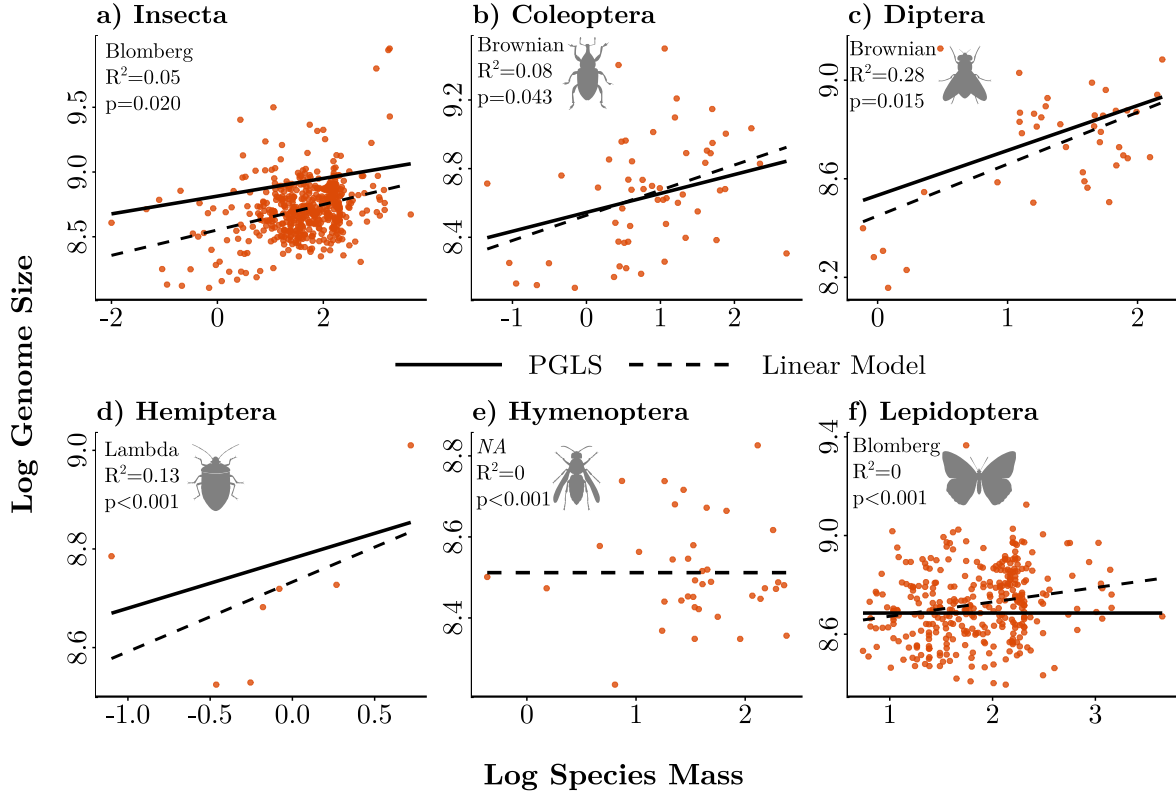 a) Insecta
Blomberg
R²=0.05
p=0.020
9.5
9.0
8.5
-2 0 2
b) Coleoptera
Brownian
R²=0.08
p=0.043
9.2
8.8
8.4
-1 0 1 2
c) Diptera
Brownian
R²=0.28
p=0.015
9.0
8.6
8.2
0 1 2
PGLS Linear Model
d) Hemiptera
Lambda
R²=0.13
p<0.001
9.0
8.8
8.6
-1.0 -0.5 0.0 0.5
e) Hymenoptera
NA
R²=0
p<0.001
8.8
8.6
8.4
0 1 2
f) Lepidoptera
Blomberg
R²=0
p<0.001
9.4
9.0
8.6
1 2 3
Log Genome Size
Log Species Mass